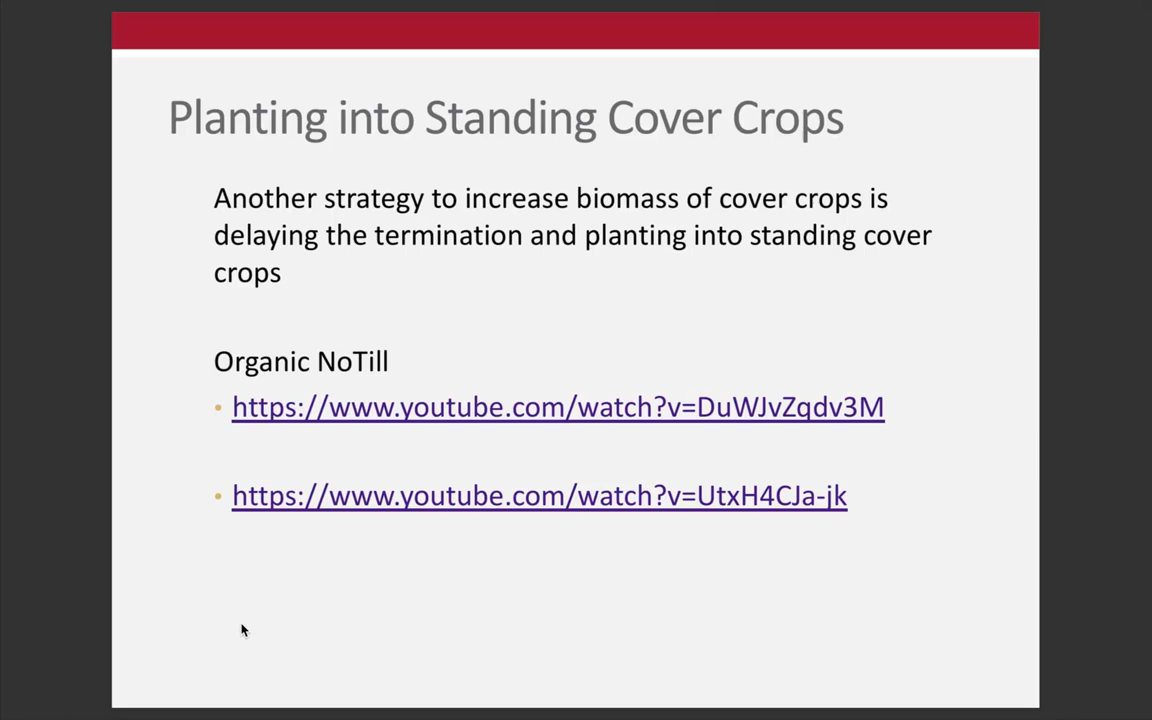 Planting into Standing Cover Crops
Another strategy to increase biomass of cover crops is
delaying the termination and planting into standing cover
crops
Organic NoTill
• https://www.youtube.com/watch?v=DuWJvZqdv3M
• https://www.youtube.com/watch?v=UtxH4CJa-jk